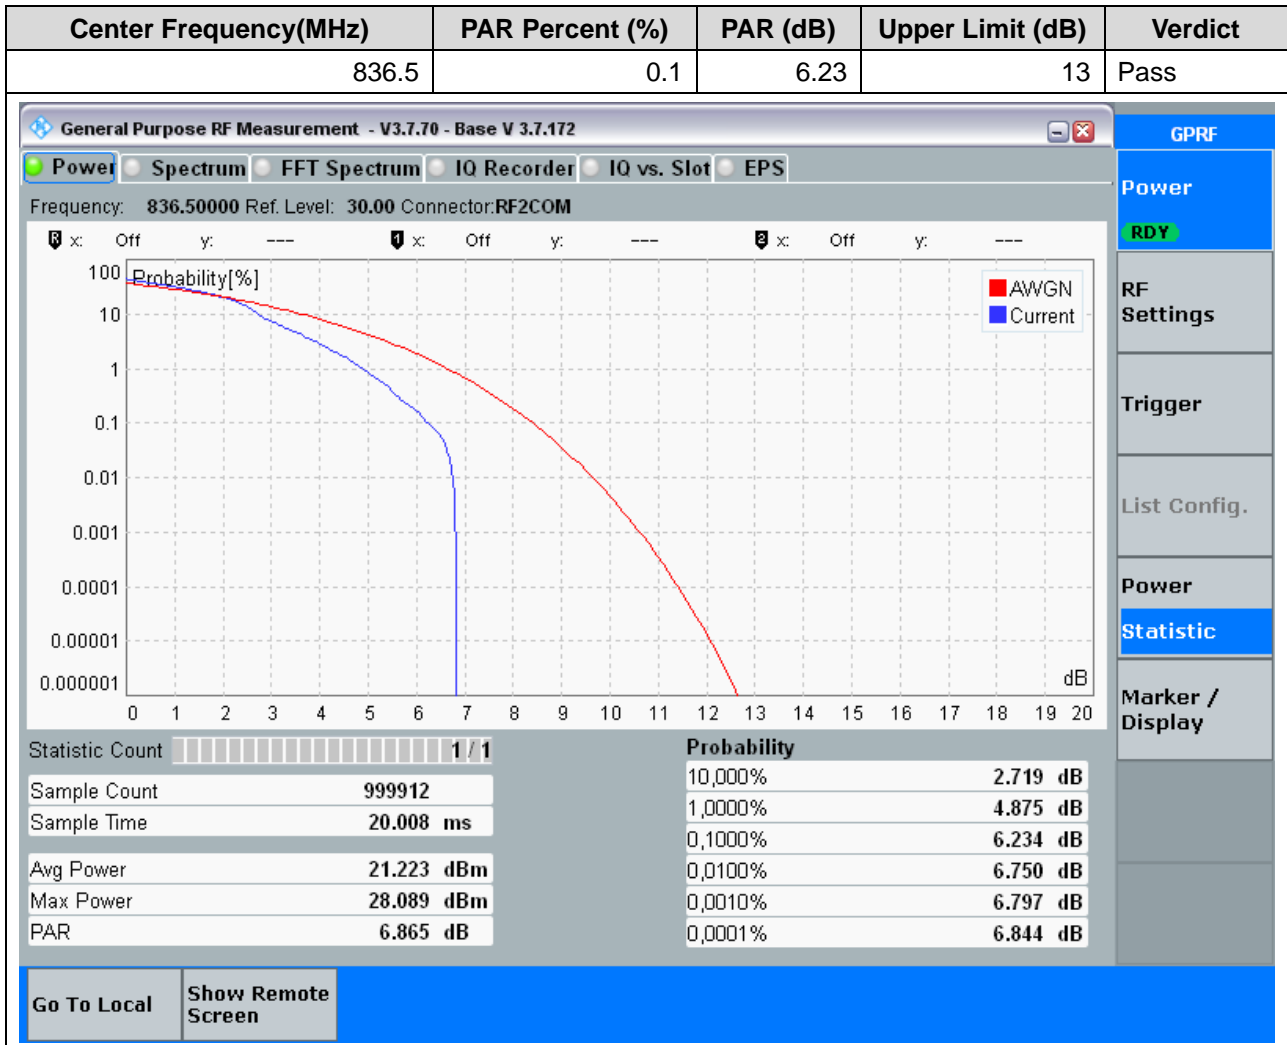 Center Frequency(MHz) PAR Percent (%) PAR (dB) Upper Limit (dB) Verdict
836.5 0.1 6.23 13 Pass
General Purpose RF Measurement - V3.7.70 - Base V 3.7.172
GPRF
Power Spectrum FFT Spectrum IQ Recorder IQ vs. Slot EPS
Power
RDY
Frequency: 836.50000 Ref. Level: 30.00 Connector:RF2COM
R x: Off y: --- 1 x: Off y: --- 2 x: Off y: ---
Probability[%]
AWGN
Current
100
10
1
0.1
0.01
0.001
0.0001
0.00001
0.000001
dB
0 1 2 3 4 5 6 7 8 9 10 11 12 13 14 15 16 17 18 19 20
RF
Settings
Trigger
List Config.
Power
Statistic
Marker /
Display
Statistic Count 1 / 1
Sample Count 999912
Sample Time 20.008 ms
Avg Power 21.223 dBm
Max Power 28.089 dBm
PAR 6.865 dB
Probability
10,000% 2.719 dB
1,0000% 4.875 dB
0,1000% 6.234 dB
0,0100% 6.750 dB
0,0010% 6.797 dB
0,0001% 6.844 dB
Go To Local
Show Remote
Screen